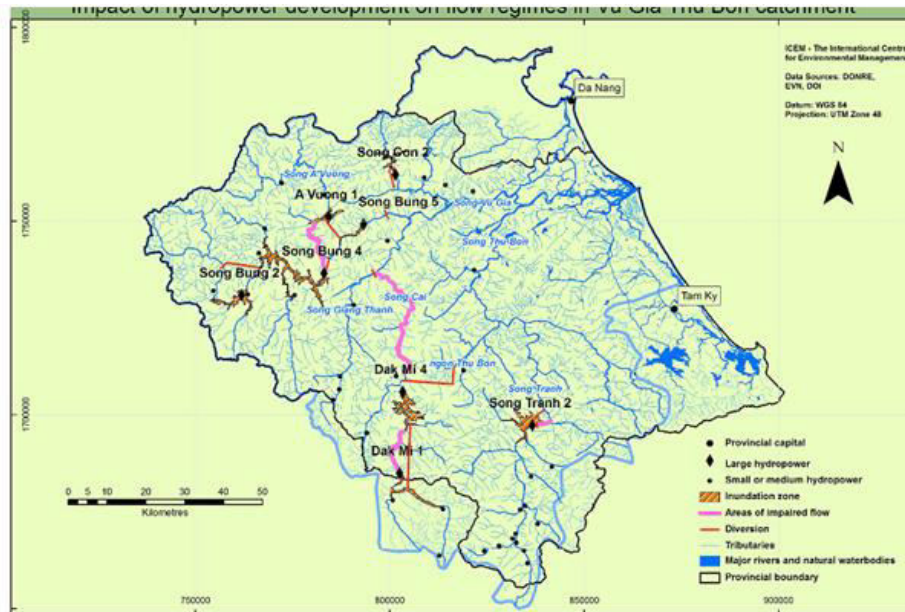 Impact of hydropower development on flow regimes in Vu Gia Thu Bon catchment
1800000
ICEM - The International Centre
for Environmental Management
Data Sources: DONRE,
EVN, DOI
Datum: WGS 84
Projection: UTM Zone 48
N
Da Nang
Song Con 2
Song A Vuong
A Vuong 1
Song Bung 5
Song Vu Gia
1750000
1750000
Song Thu Bon
Song Bung 4
Song Bung 2
Song Cai
Song Giang Thanh
Tam Ky
ngon Thu Bon
Dak Mi 4
Song Tranh
Song Tranh 2
1700000
1700000
Dak Mi 1
Provincial capital
Large hydropower
Small or medium hydropower
Inundation zone
Areas of impaired flow
Diversion
Tributaries
Major rivers and natural waterbodies
Provincial boundary
0 5 10 20 30 40 50
Kilometres
750000 800000 850000 900000